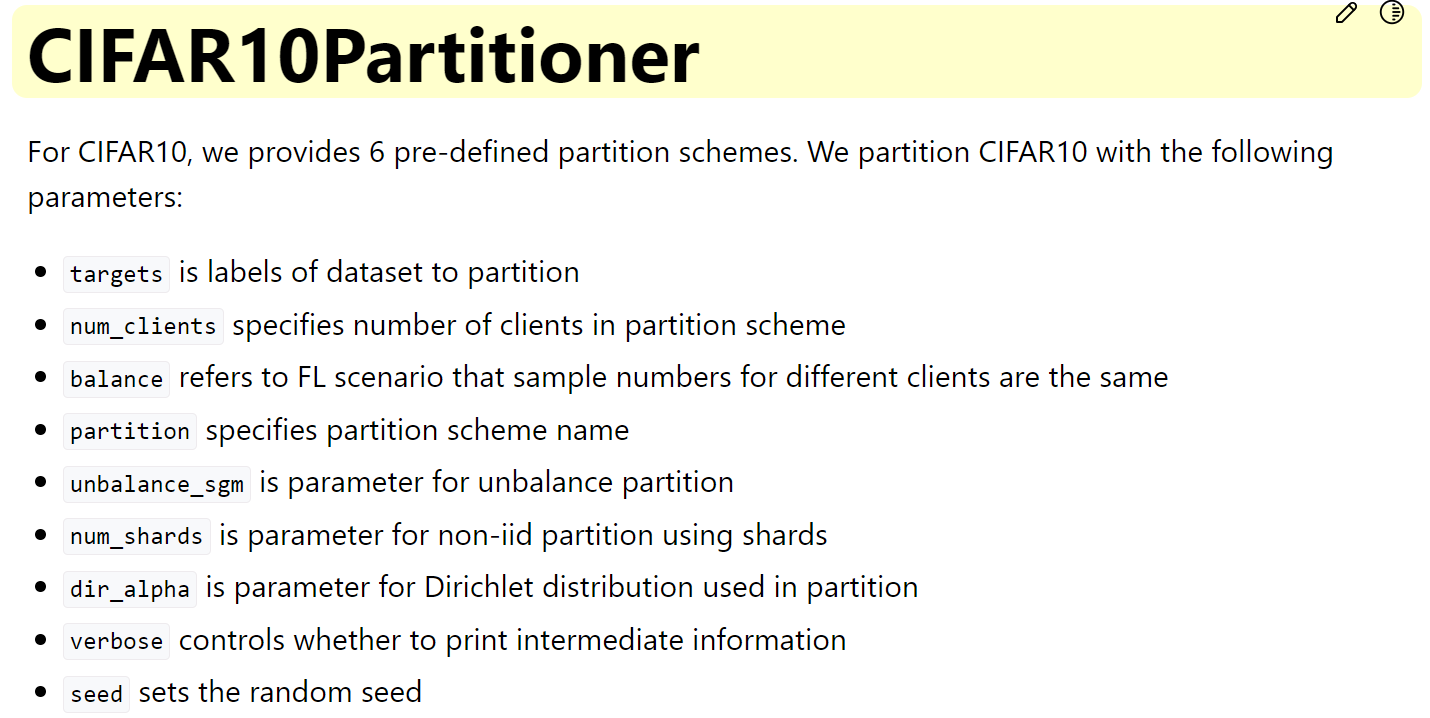 CIFAR10Partitioner
For CIFAR10, we provides 6 pre-defined partition schemes. We partition CIFAR10 with the following
parameters:
targets is labels of dataset to partition
num_clients specifies number of clients in partition scheme
balance refers to FL scenario that sample numbers for different clients are the same
partition specifies partition scheme name
unbalance_sgm is parameter for unbalance partition
num_shards is parameter for non-iid partition using shards
dir_alpha is parameter for Dirichlet distribution used in partition
verbose controls whether to print intermediate information
seed sets the random seed